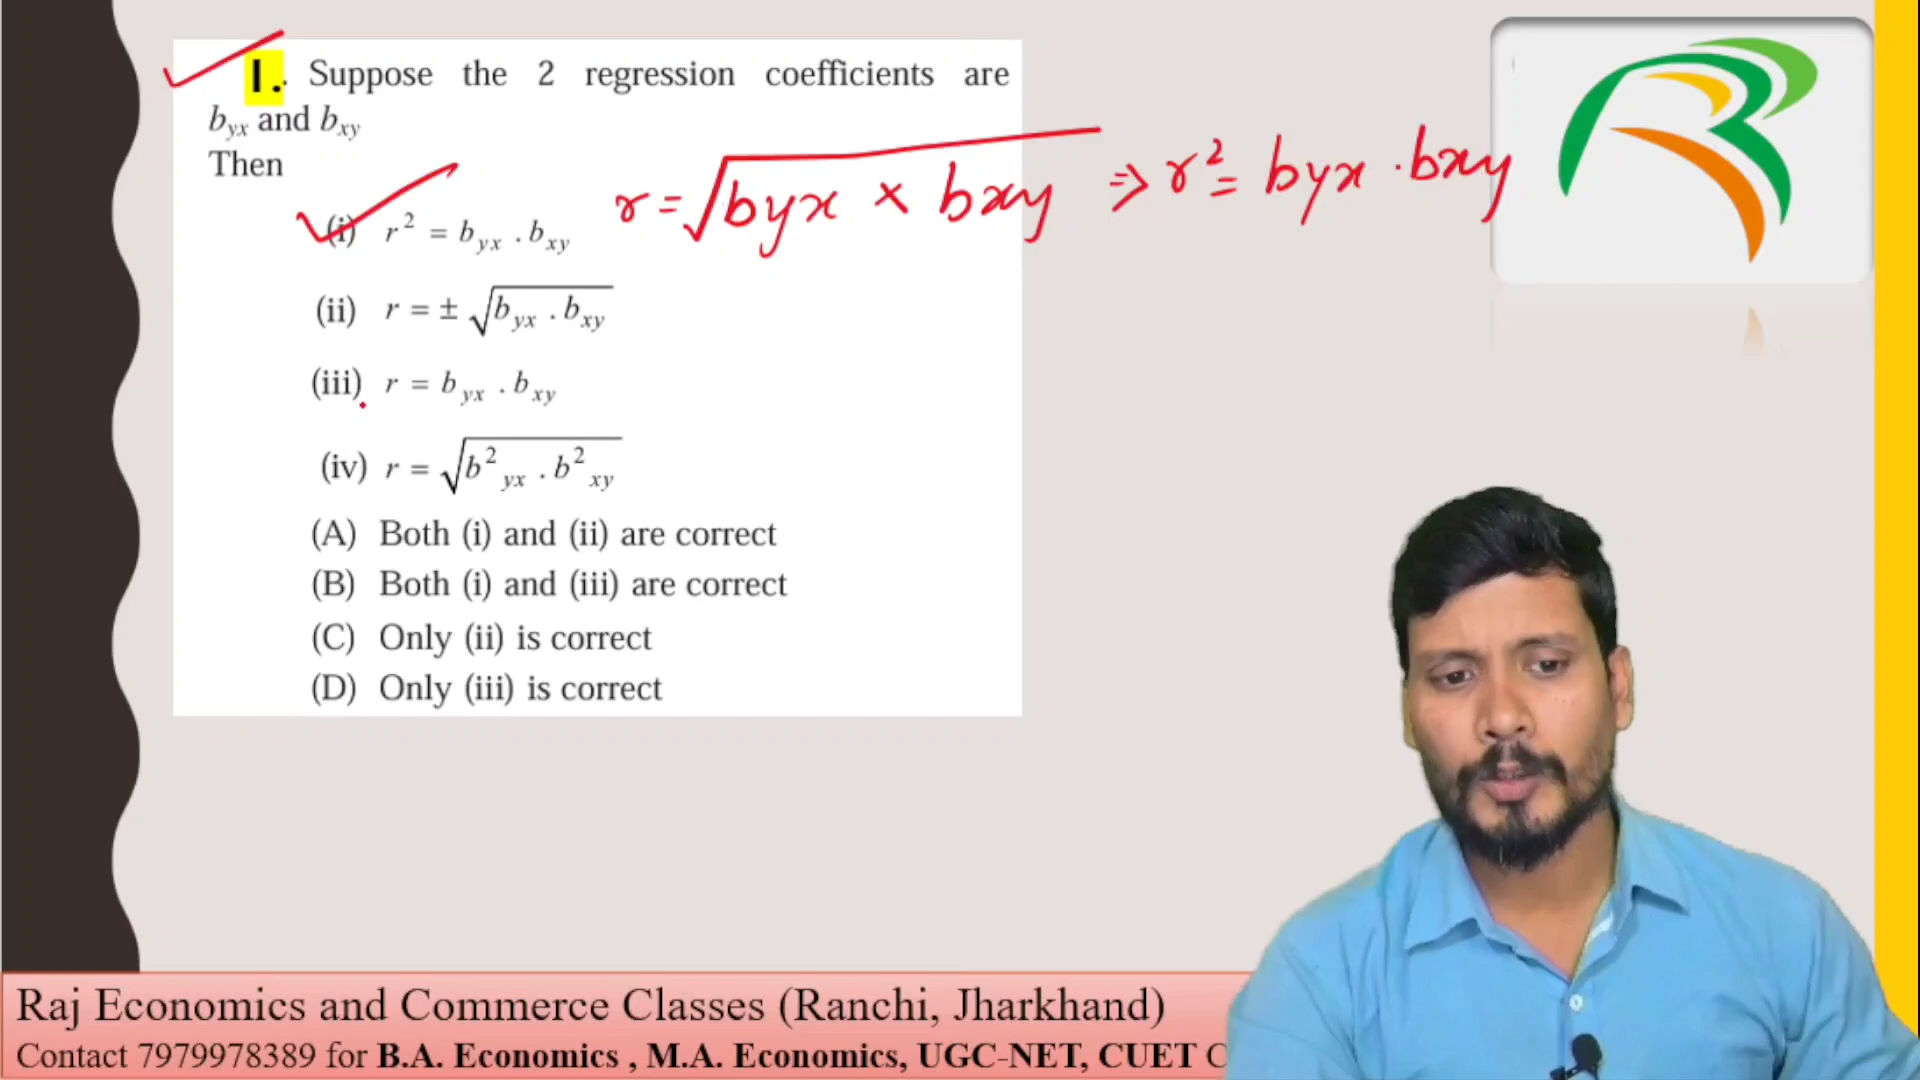 1. Suppose the 2 regression coefficients are
byx and bxy
Then
(i) r² = byx . bxy
r = √byx × bxy ⇒ r² = byx . bxy
(ii) r = ± √byx . bxy
(iii) r = byx . bxy
(iv) r = √b²yx . b²xy
(A) Both (i) and (ii) are correct
(B) Both (i) and (iii) are correct
(C) Only (ii) is correct
(D) Only (iii) is correct
Raj Economics and Commerce Classes (Ranchi, Jharkhand)
Contact 7979978389 for B.A. Economics , M.A. Economics, UGC-NET, CUET